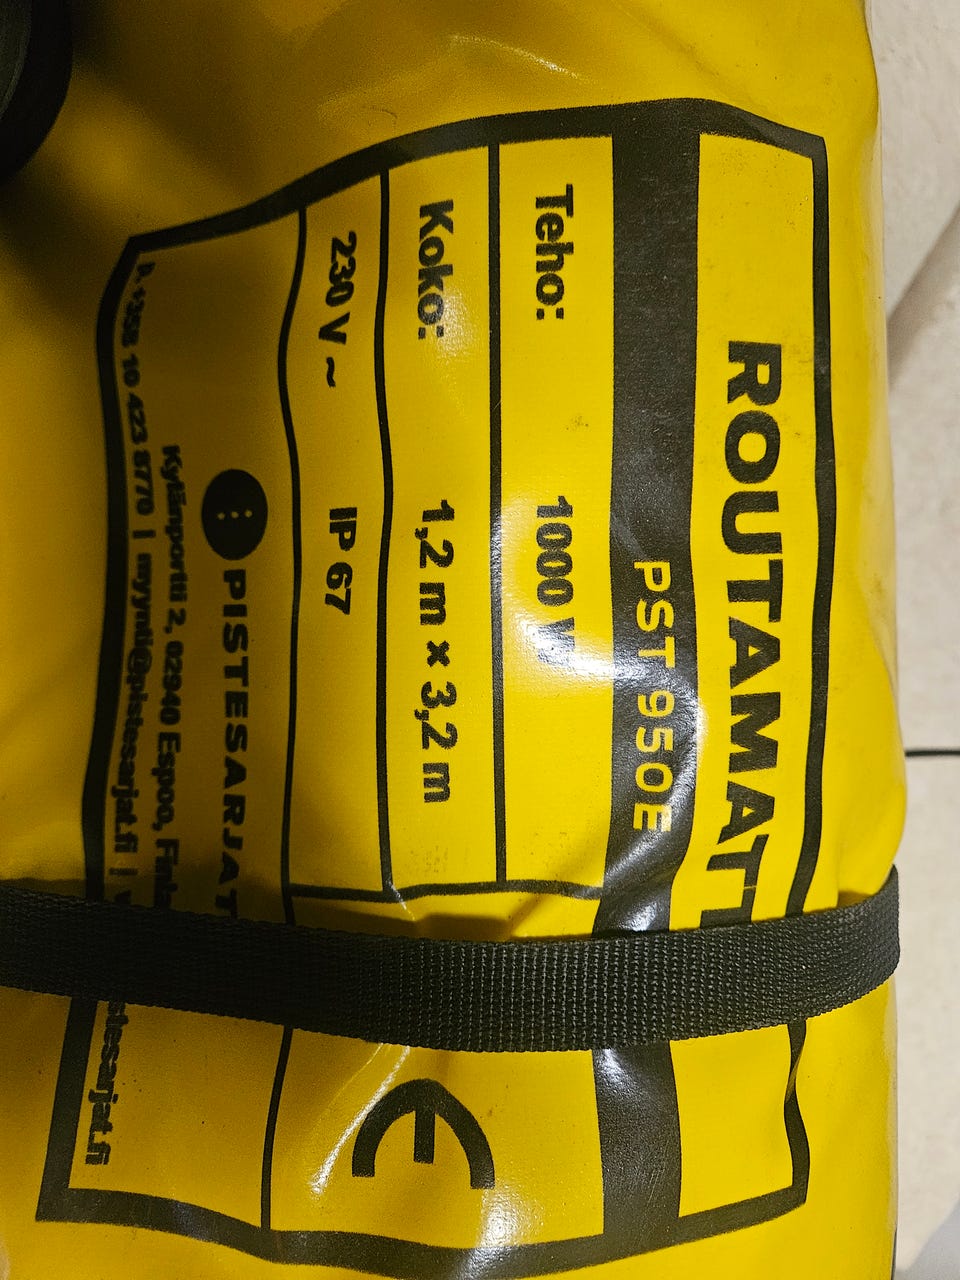 ROUTAMATT
PST 950E
Teho: 1000 W
Koko: 1,2 m × 3,2 m
230 V ~ IP 67
PISTESARJAT
Kylänportti 2, 02940 Espoo,
10 423 8770 | myynti@pistesarjat.fi |